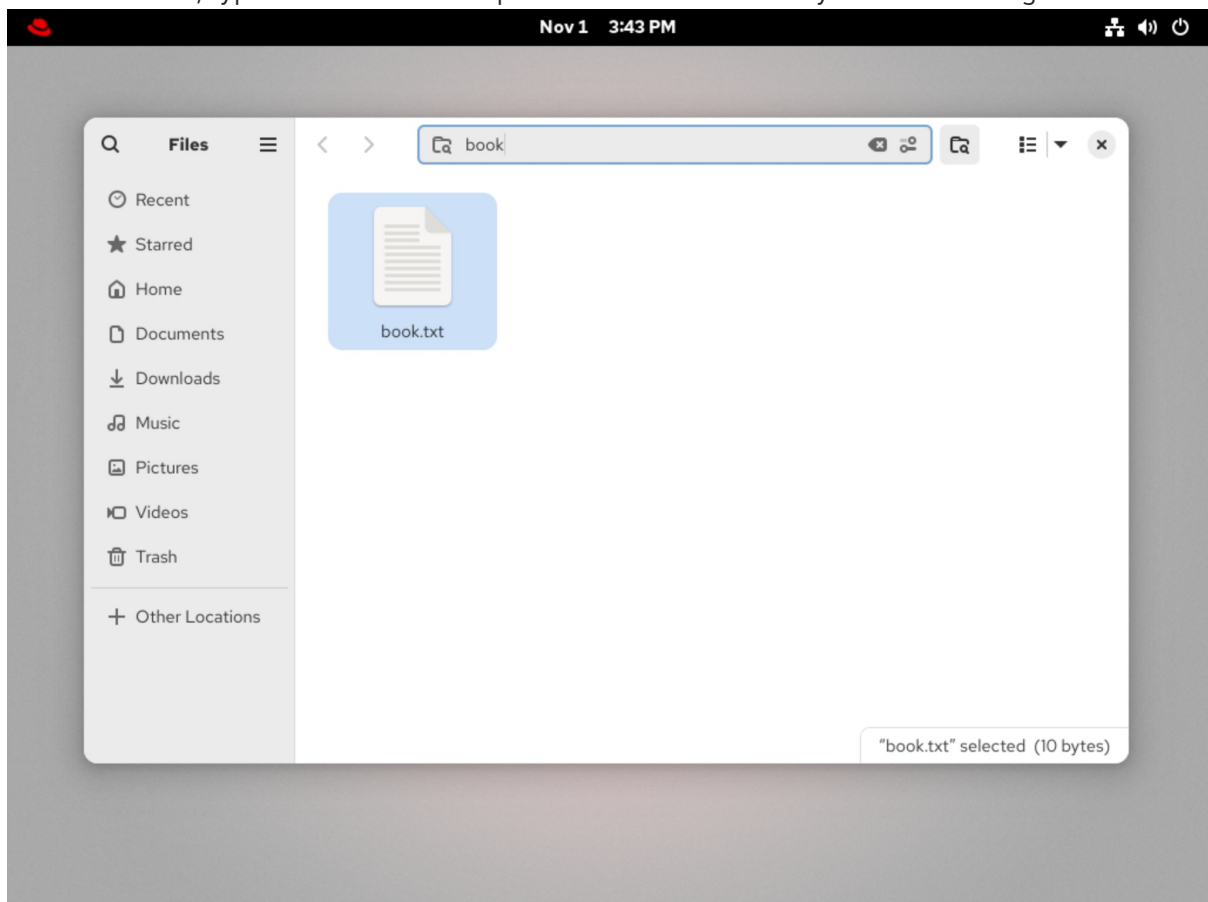 Nov 1 3:43 PM
Files
book
Recent
Starred
Home
Documents
Downloads
Music
Pictures
Videos
Trash
Other Locations
book.txt
"book.txt" selected (10 bytes)